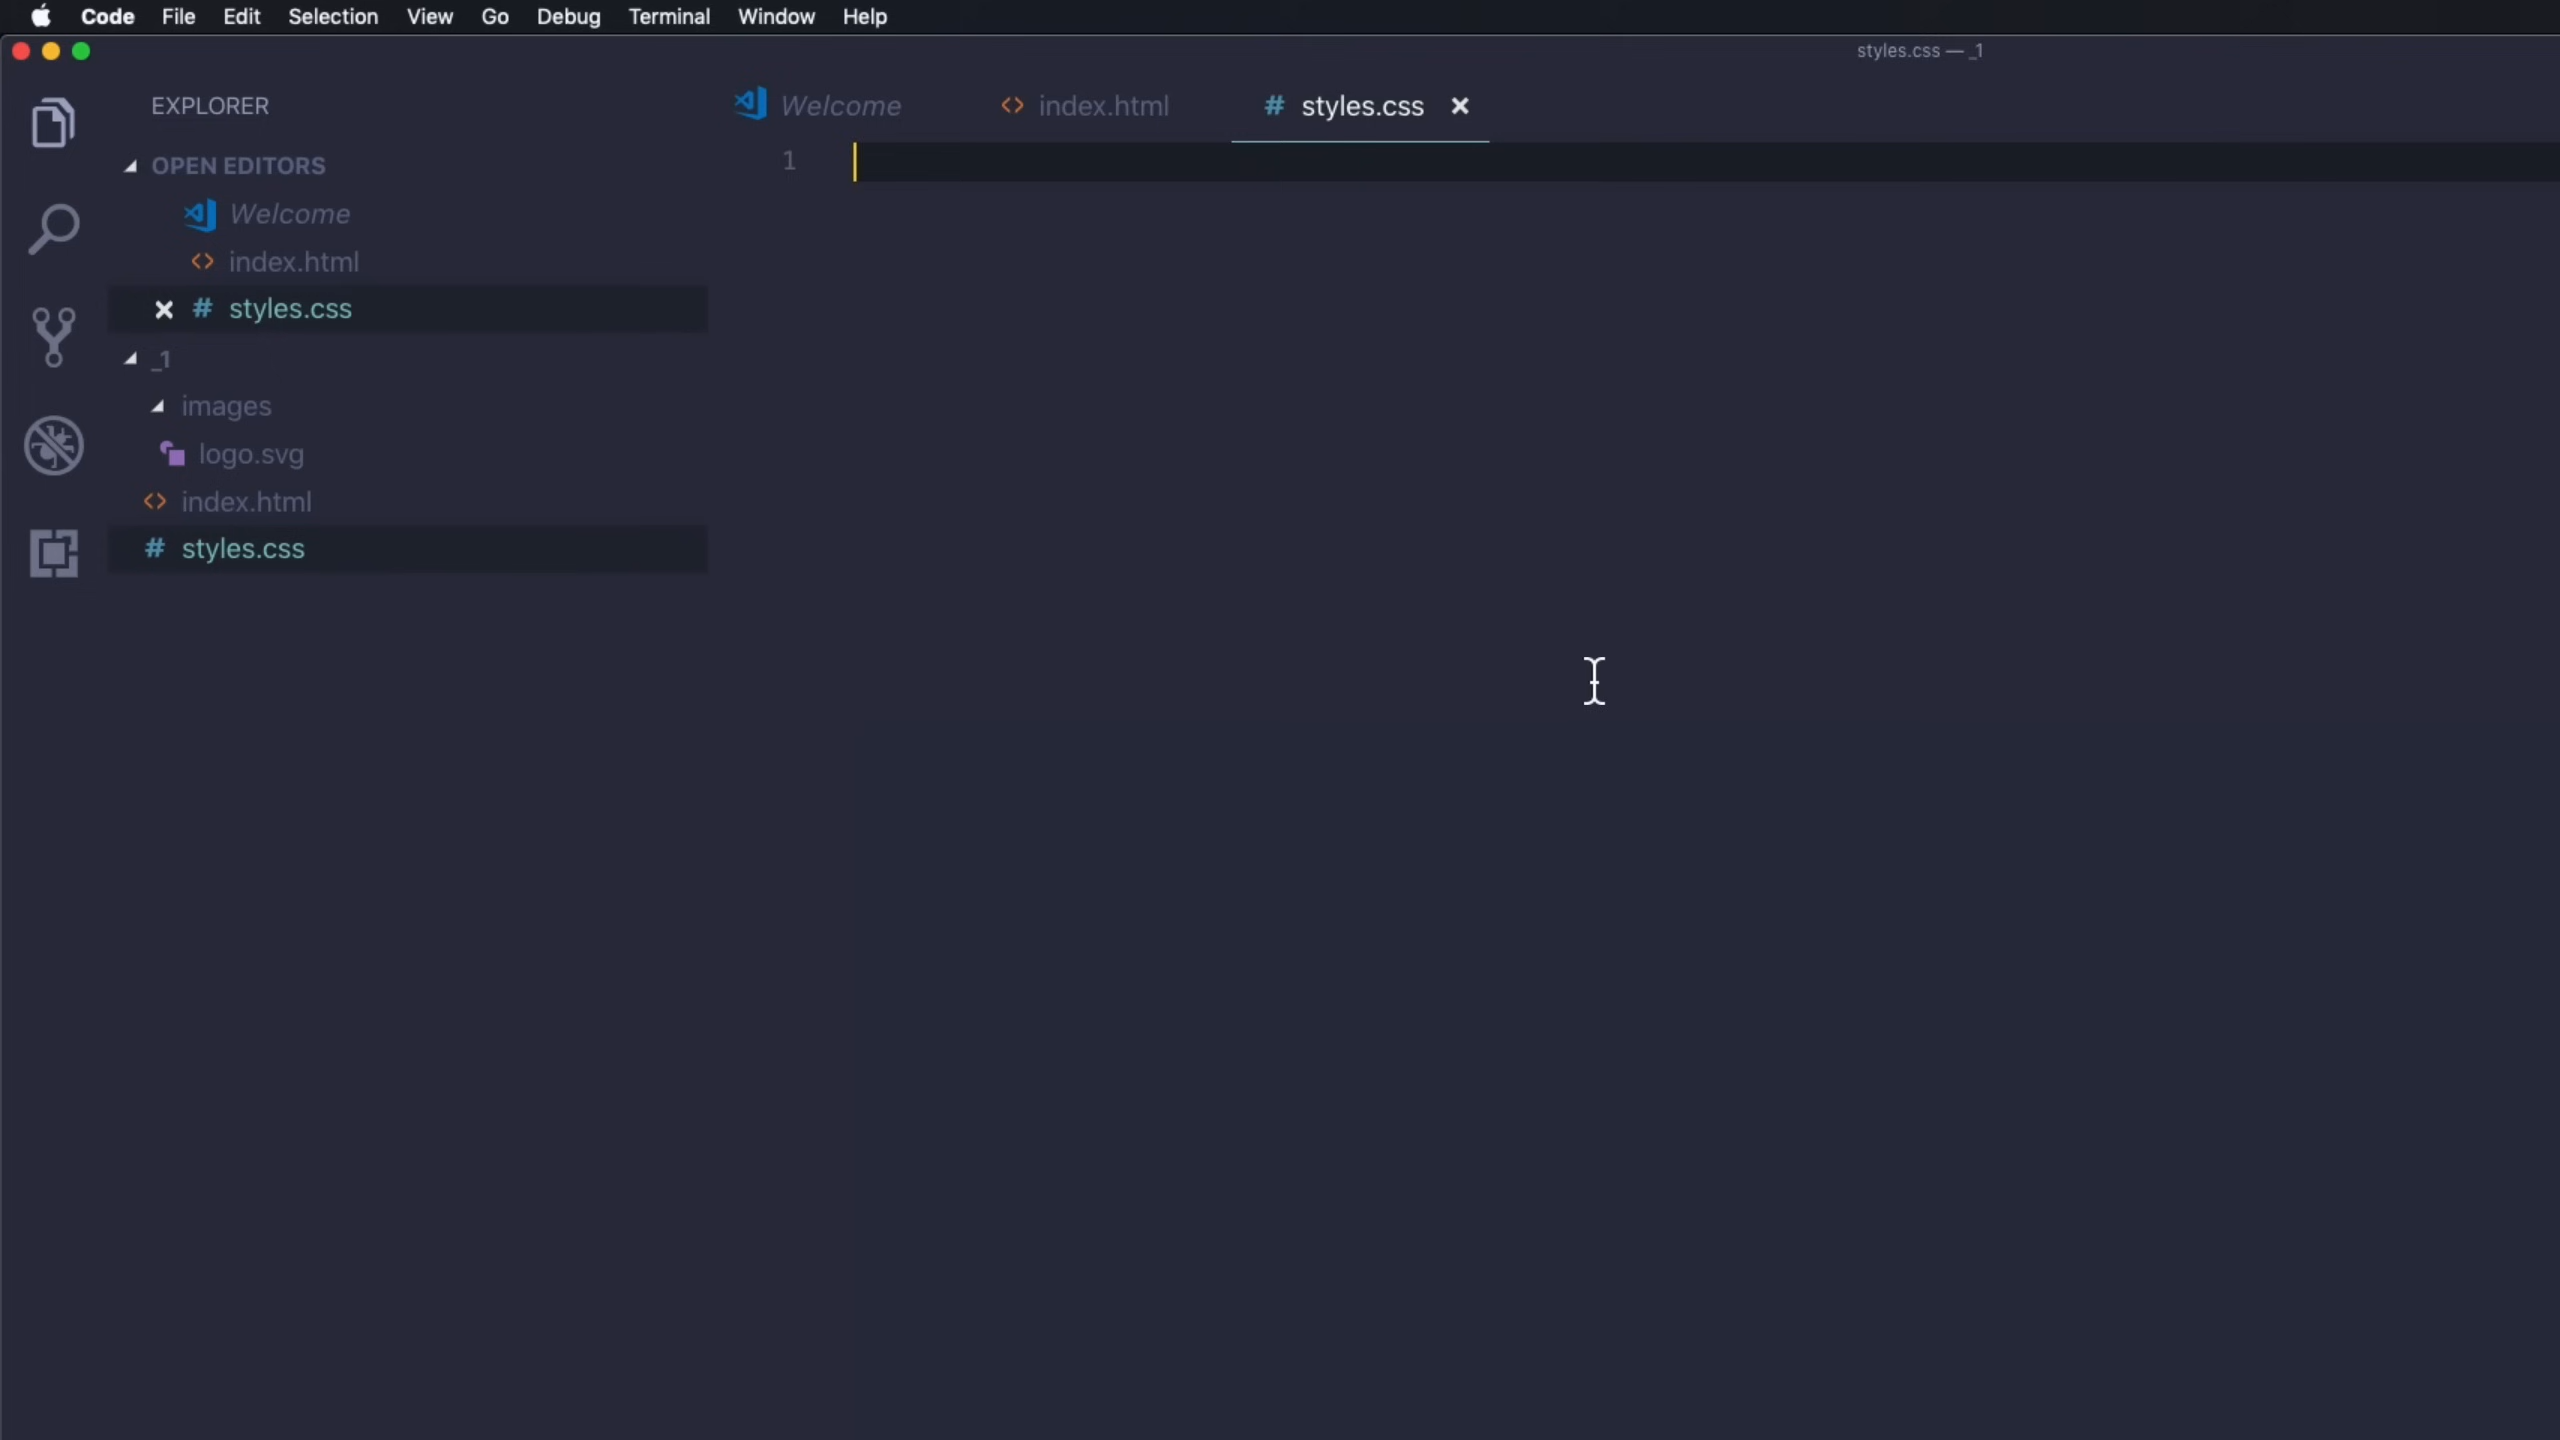 Code File Edit Selection View Go Debug Terminal Window Help
styles.css — _1
EXPLORER
Welcome index.html # styles.css
OPEN EDITORS
1
Welcome
index.html
# styles.css
_1
images
logo.svg
index.html
# styles.css